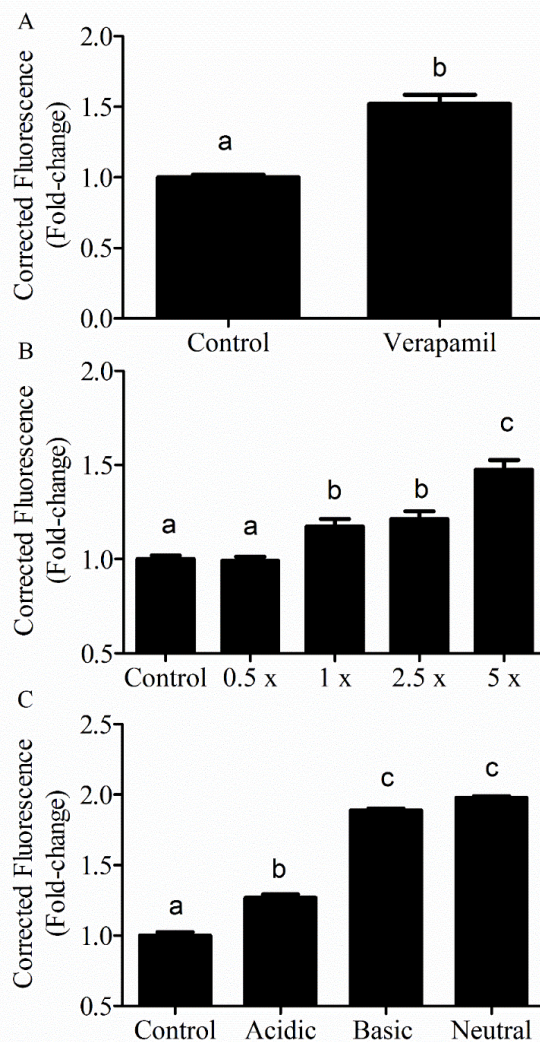 A
Corrected Fluorescence
(Fold-change)
2.0
1.5
1.0
0.5
0.0
a
b
Control Verapamil
B
Corrected Fluorescence
(Fold-change)
2.0
1.5
1.0
0.5
a
a
b
b
c
Control 0.5 x 1 x 2.5 x 5 x
C
Corrected Fluorescence
(Fold-change)
2.5
2.0
1.5
1.0
0.5
a
b
c
c
Control Acidic Basic Neutral